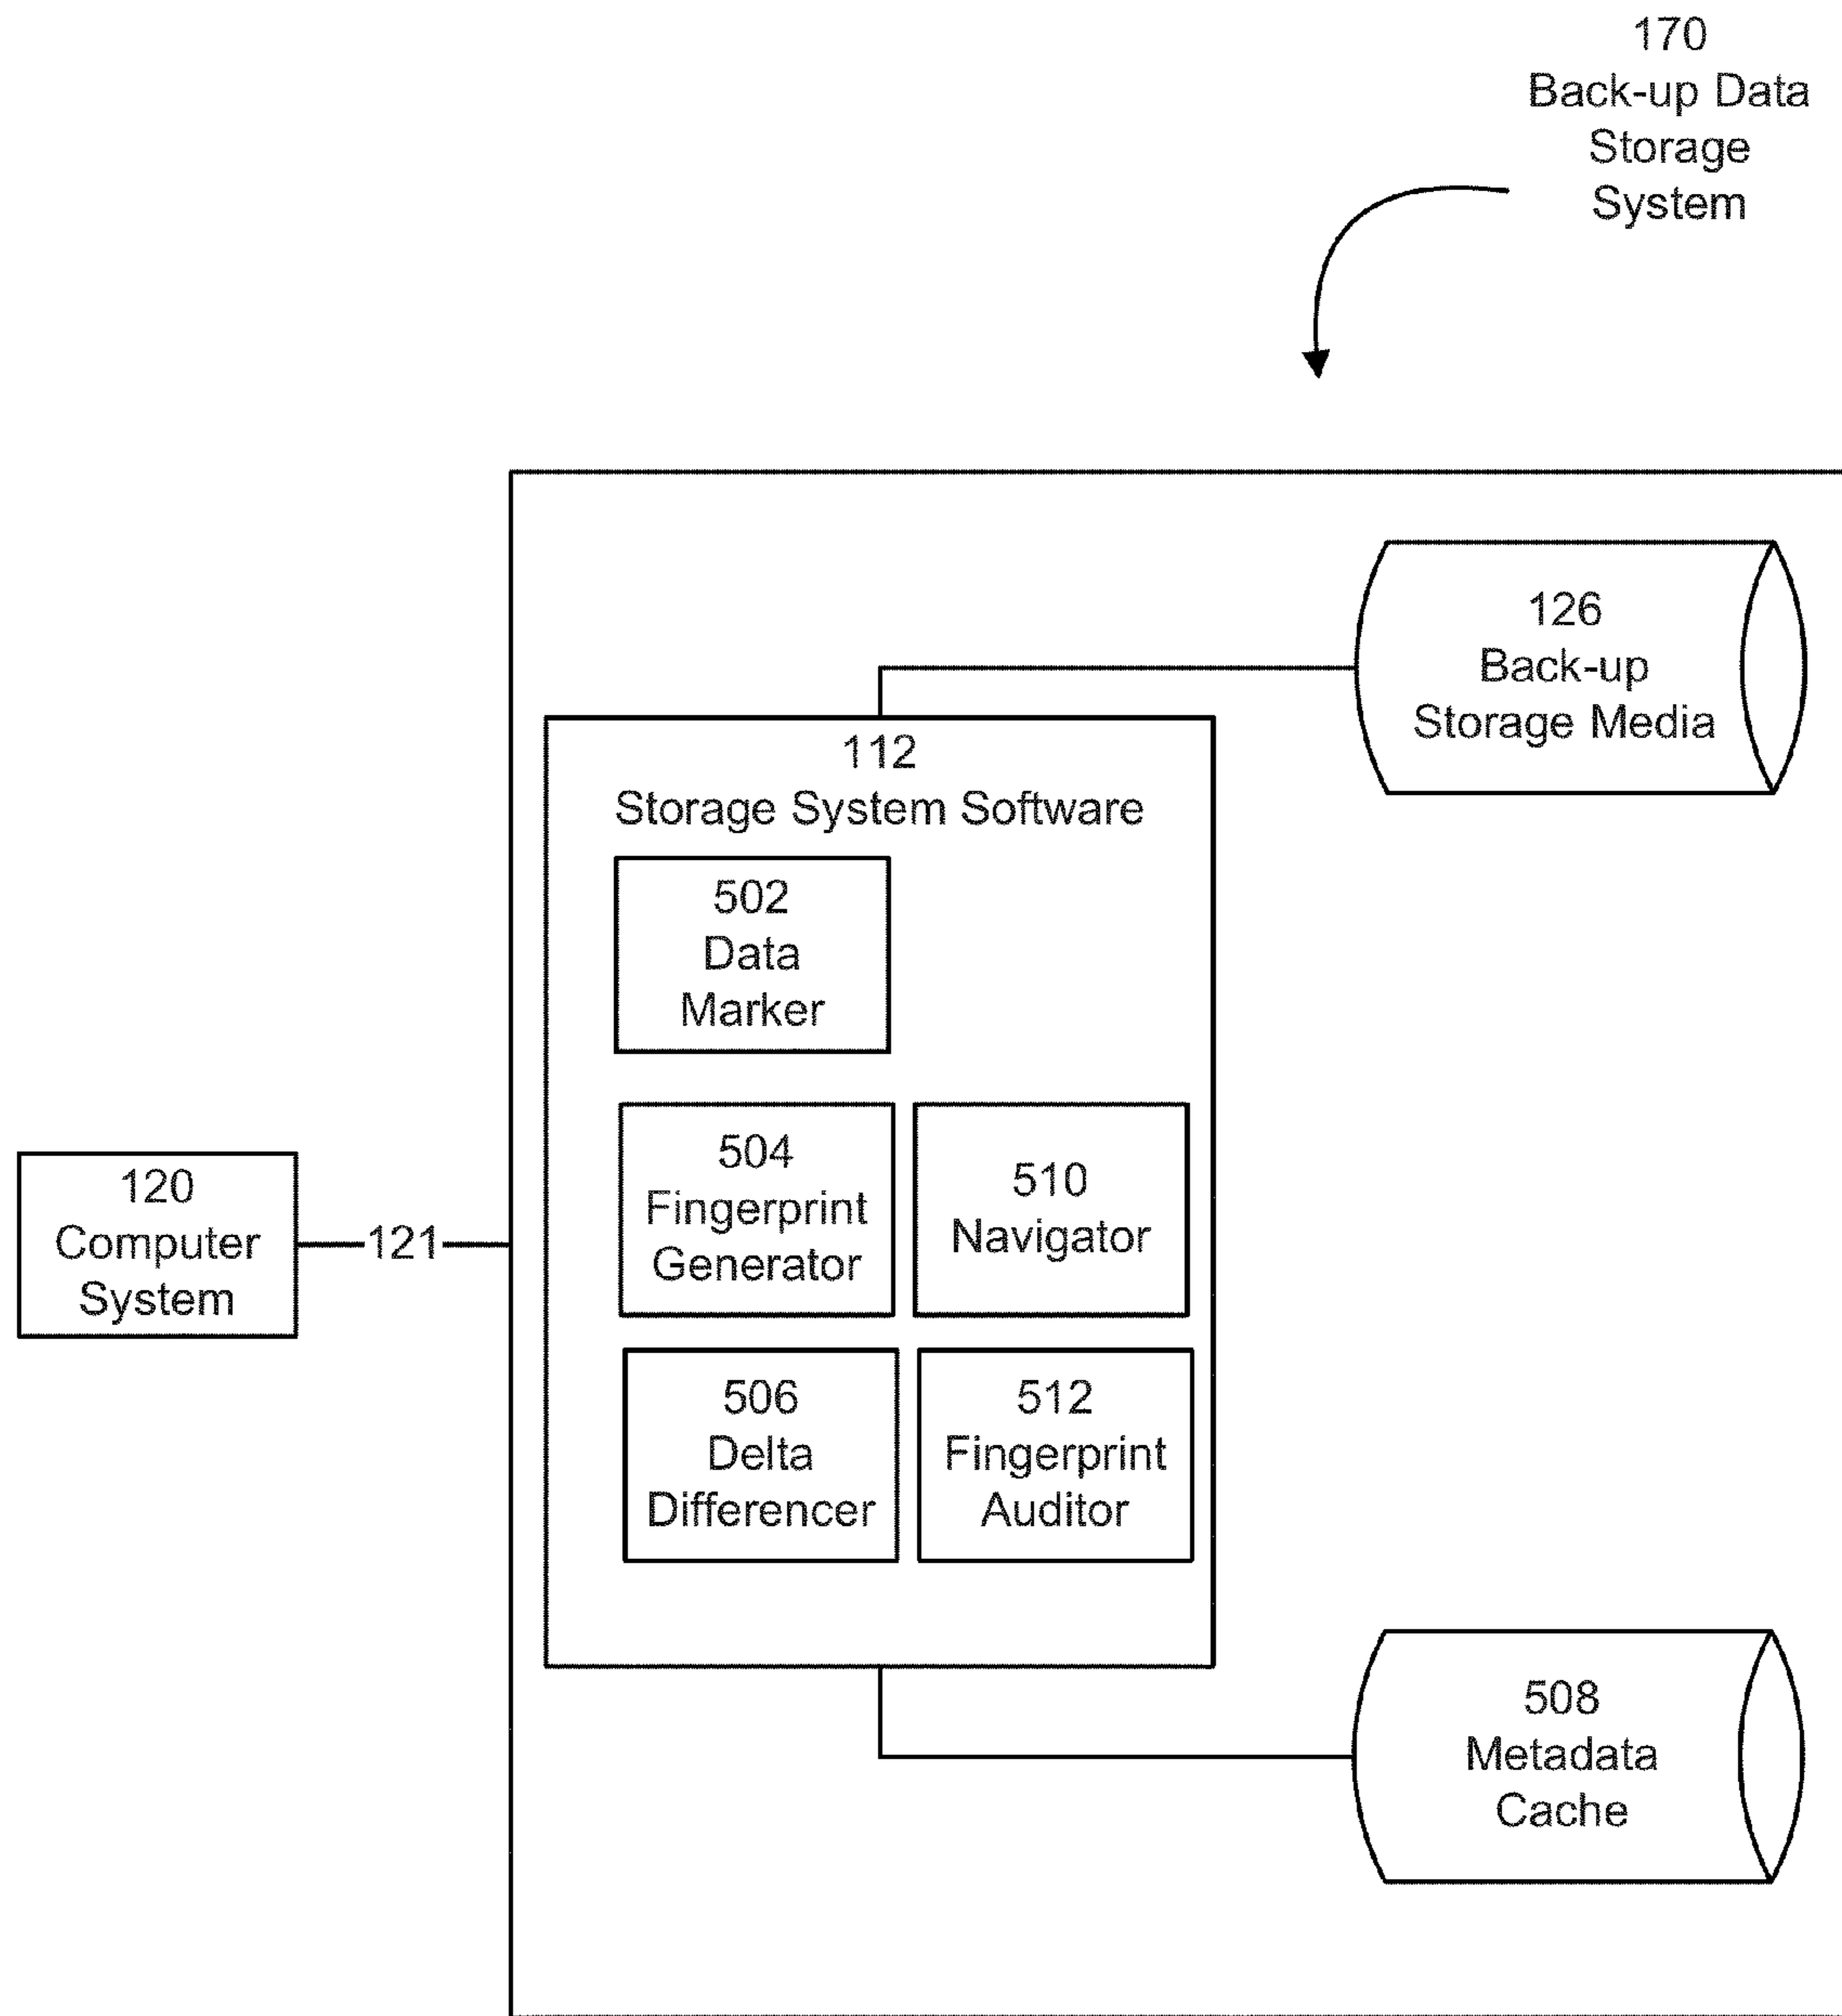 170
Back-up Data
Storage
System
126
Back-up
Storage Media
112
Storage System Software
502
Data
Marker
504
Fingerprint
Generator
510
Navigator
120
Computer
System
121
506
Delta
Differencer
512
Fingerprint
Auditor
508
Metadata
Cache